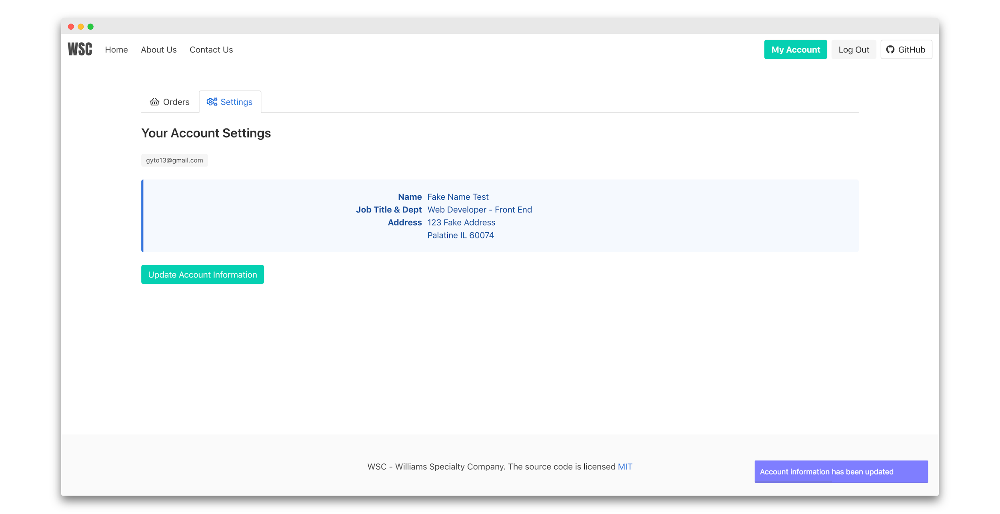 WSC Home About Us Contact Us My Account Log Out GitHub
Orders Settings
Your Account Settings
gyto13@gmail.com
Name Fake Name Test
Job Title & Dept Web Developer - Front End
Address 123 Fake Address
Palatine IL 60074
Update Account Information
WSC - Williams Specialty Company. The source code is licensed MIT
Account information has been updated